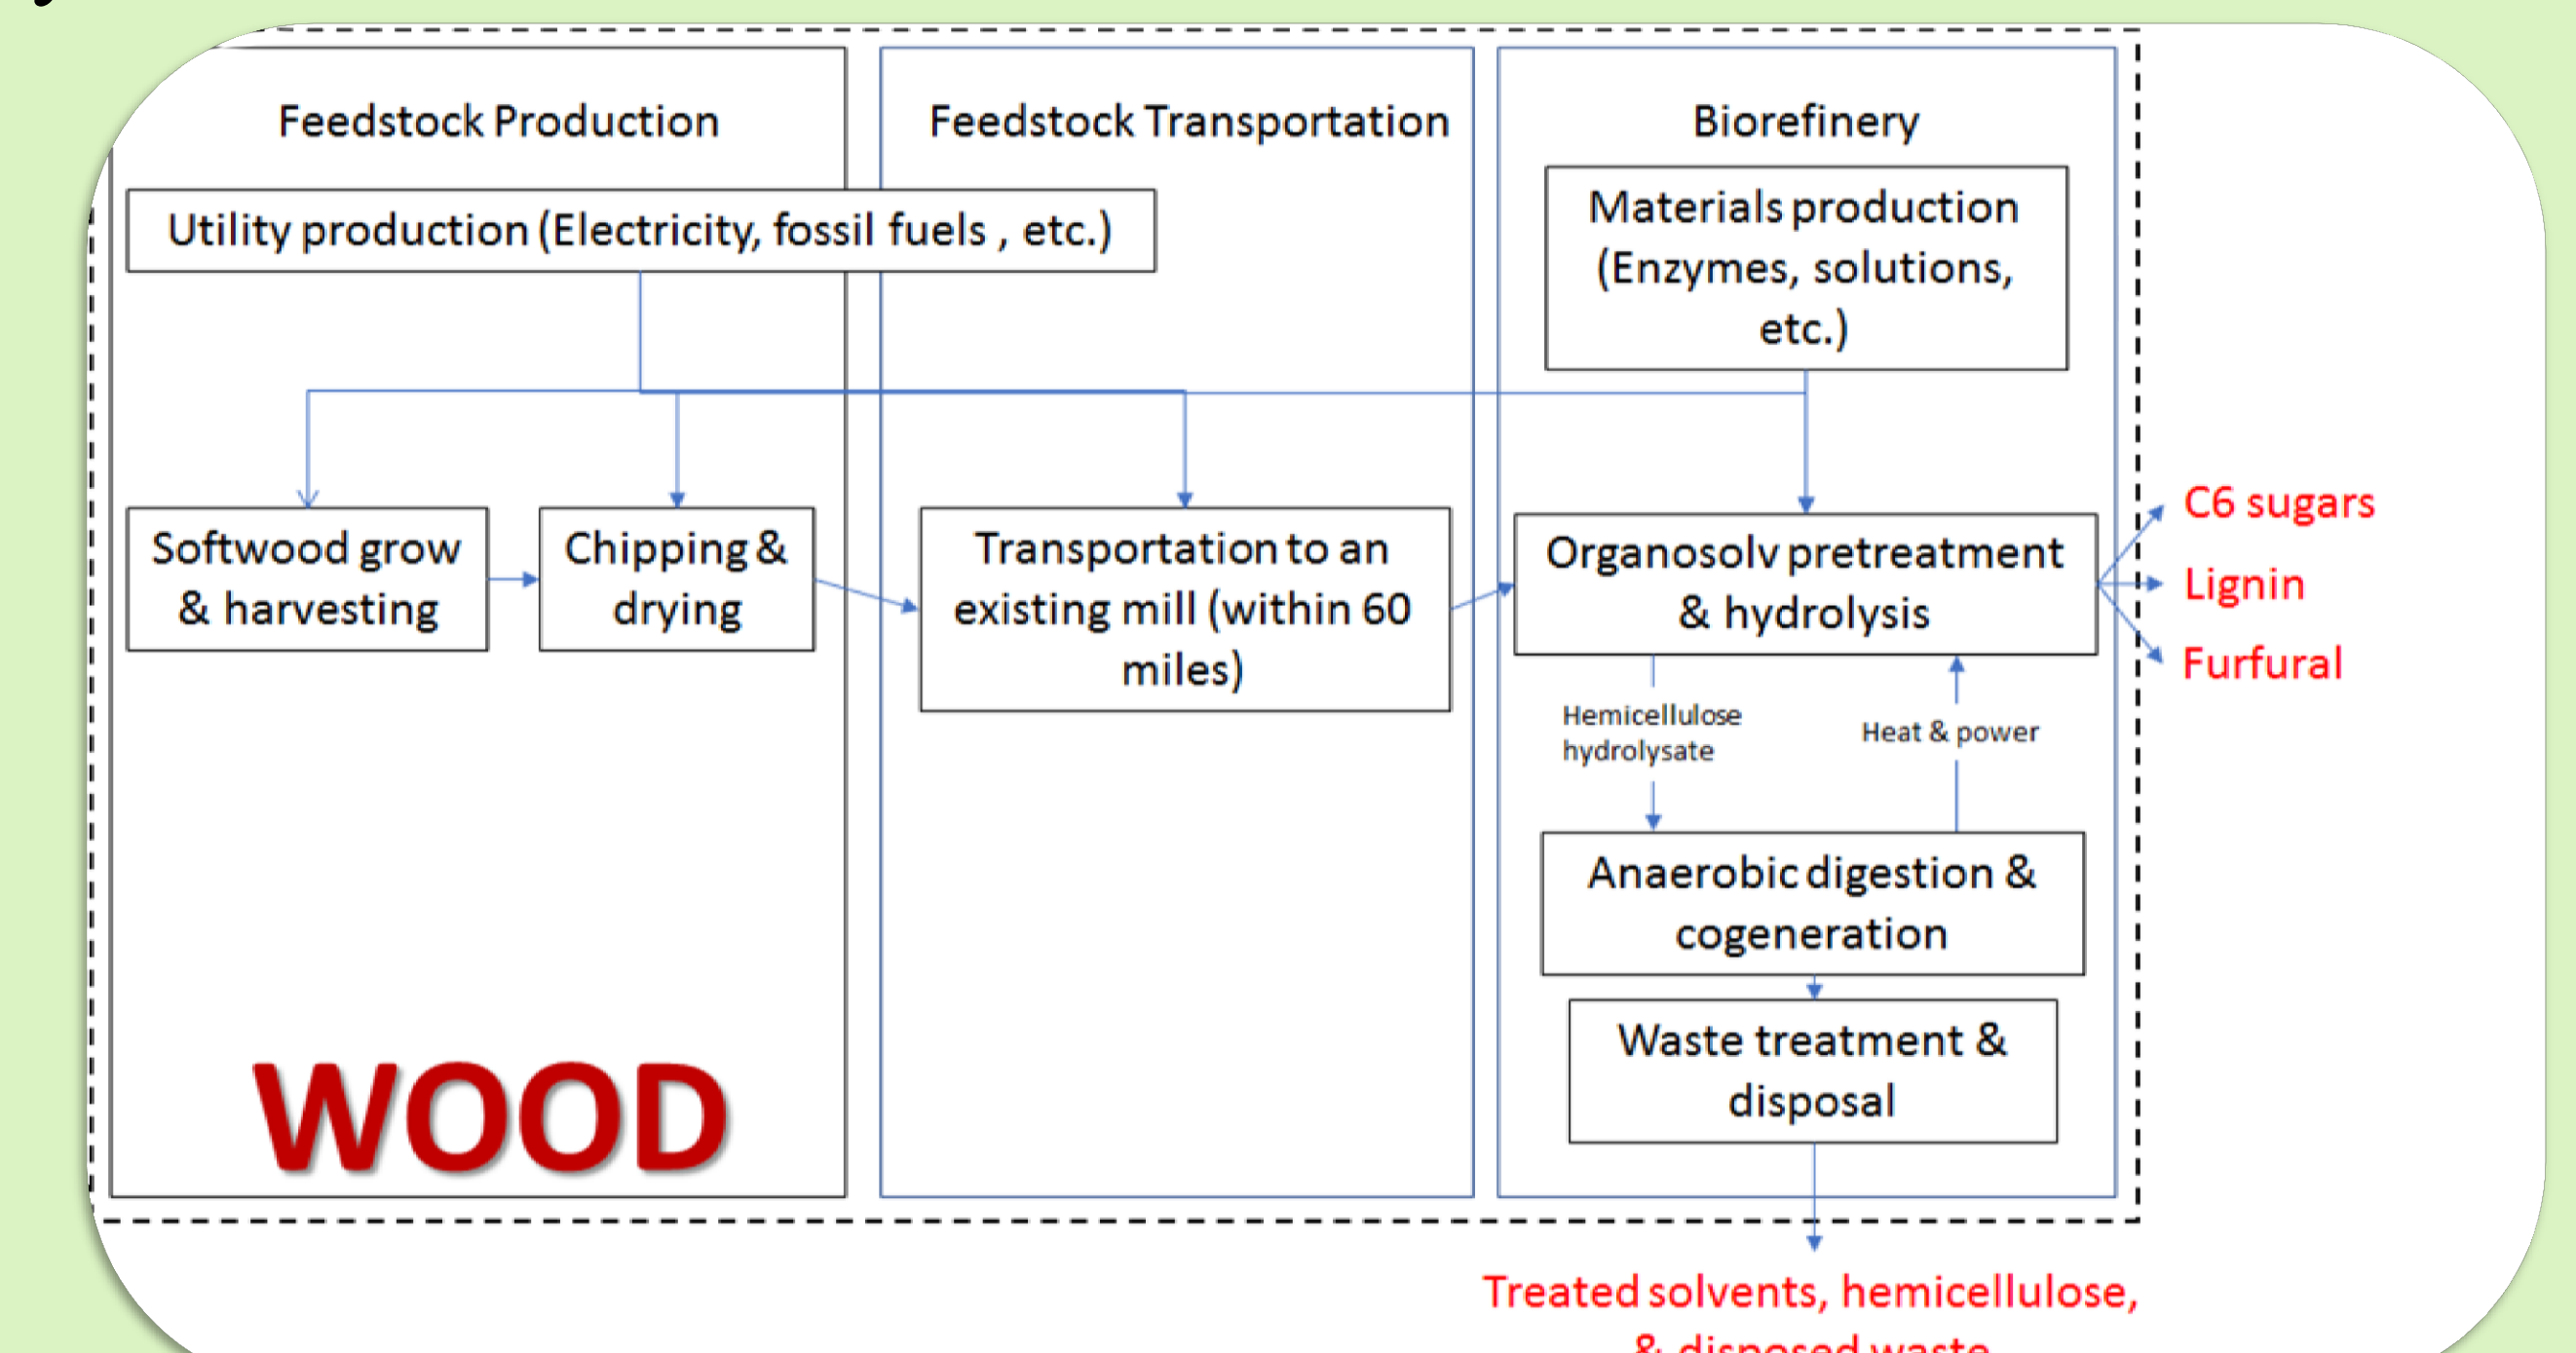 Feedstock Production
Feedstock Transportation
Biorefinery
Utility production (Electricity, fossil fuels , etc.)
Materials production
(Enzymes, solutions,
etc.)
Softwood grow
& harvesting
Chipping &
drying
Transportation to an
existing mill (within 60
miles)
Organosolv pretreatment
& hydrolysis
C6 sugars
Lignin
Furfural
Hemicellulose
hydrolysate
Heat & power
Anaerobic digestion &
cogeneration
Waste treatment &
disposal
WOOD
Treated solvents, hemicellulose,
& disposed waste